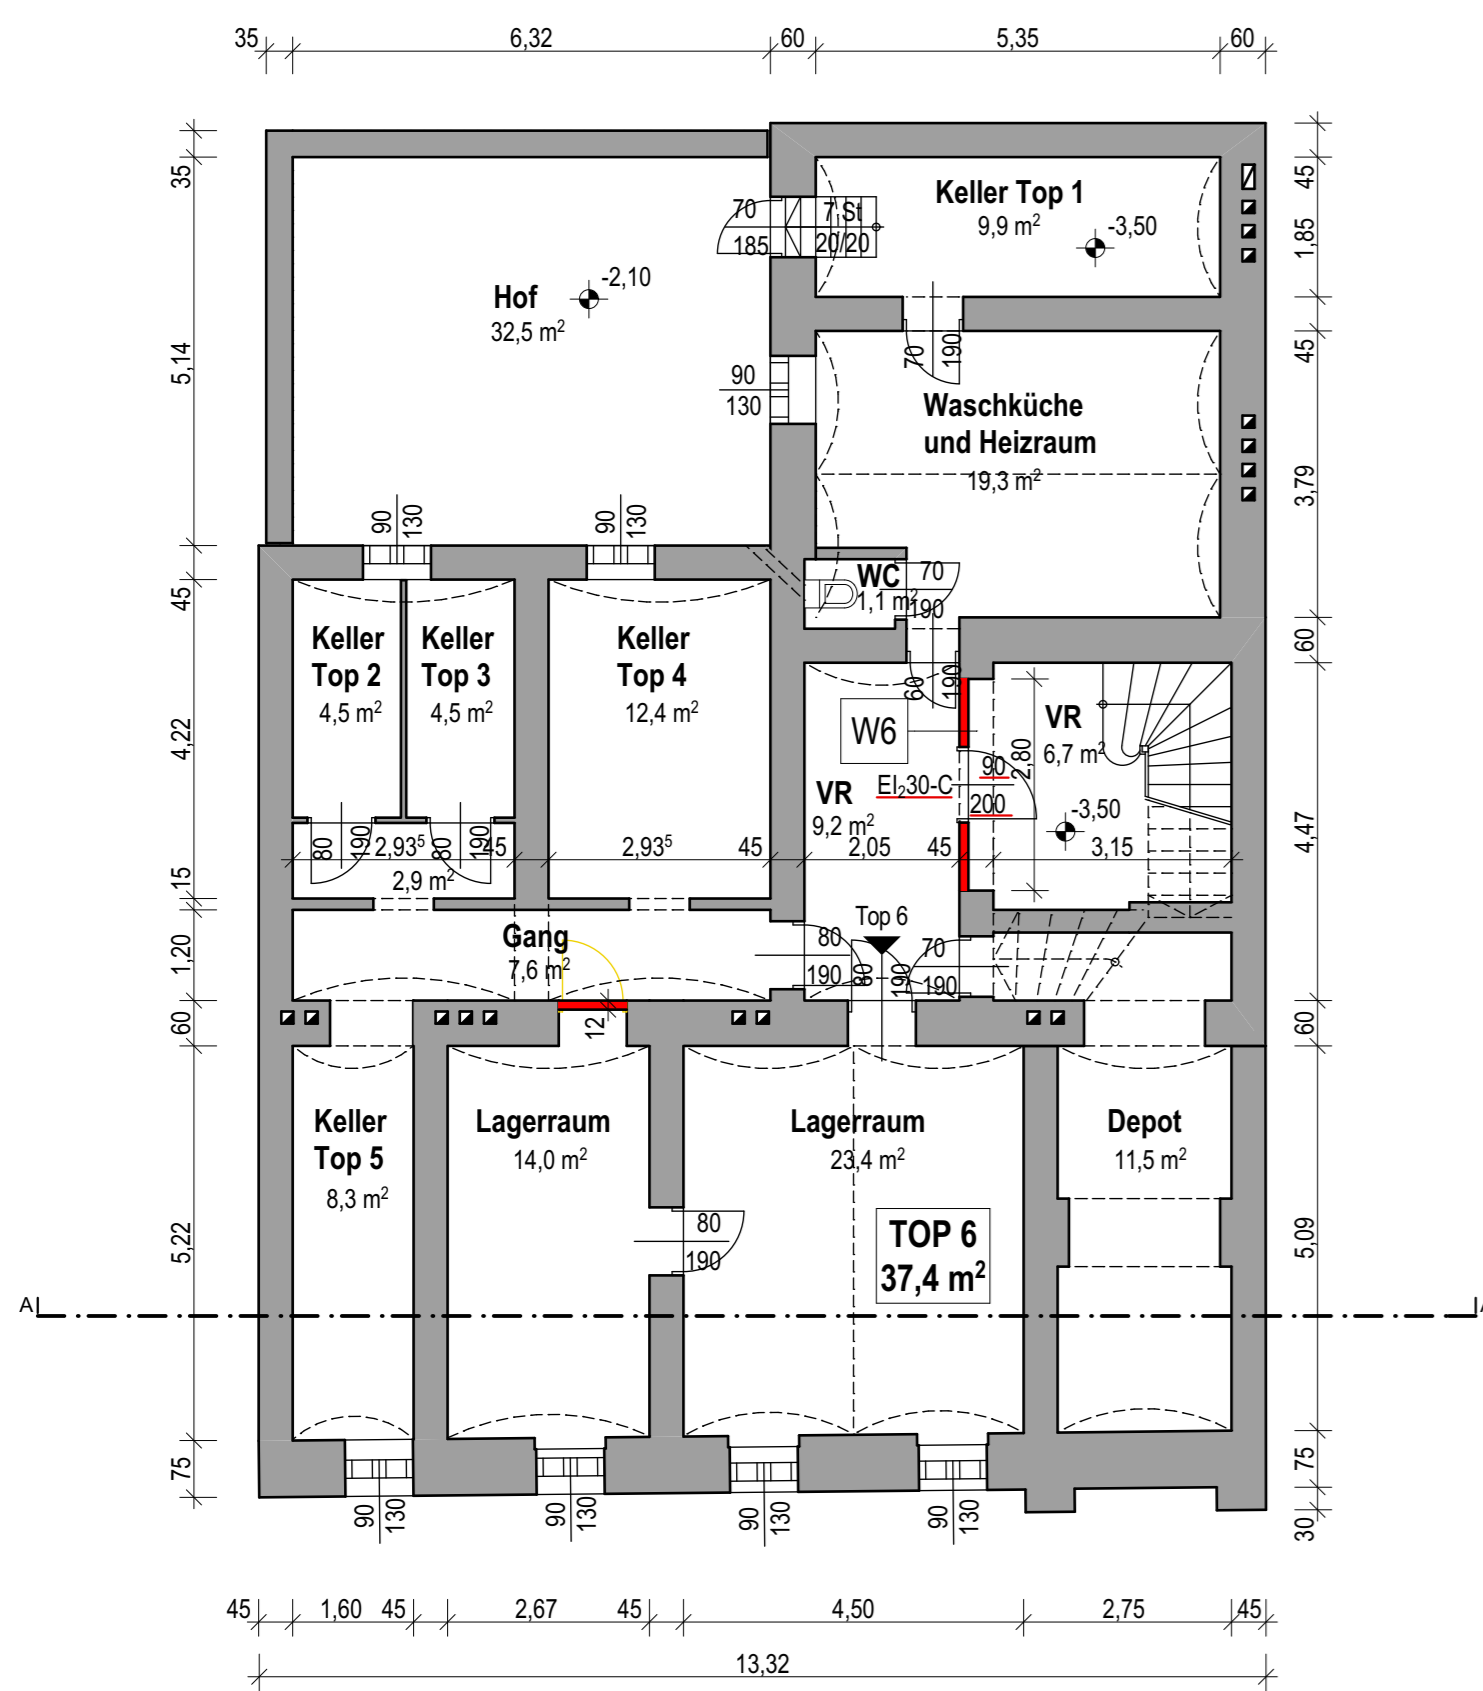 35 6,32 60 5,35 60
35 5,14 45 4,22 15 1,20 60 5,22 75
45 1,85 45 3,79 60 4,47 60 5,09 75 30
Keller Top 1
9,9 m²
-3,50
70
185
7 St
20/20
Hof
-2,10
32,5 m²
90
130
70
190
Waschküche
und Heizraum
19,3 m²
90
130
90
130
WC
1,1 m²
70
190
Keller
Top 2
4,5 m²
Keller
Top 3
4,5 m²
Keller
Top 4
12,4 m²
60
190
W6
VR
9,2 m²
EI₂30-C
90
200
2,80
VR
6,7 m²
-3,50
80
190
80
190
2,93⁵ 45 2,93⁵ 45 2,05 45 3,15
2,9 m²
Top 6
Gang
7,6 m²
80
190
80
190
70
190
12
Keller
Top 5
8,3 m²
Lagerraum
14,0 m²
Lagerraum
23,4 m²
Depot
11,5 m²
80
190
TOP 6
37,4 m²
A
A
90
130
90
130
90
130
90
130
45 1,60 45 2,67 45 4,50 2,75 45
13,32